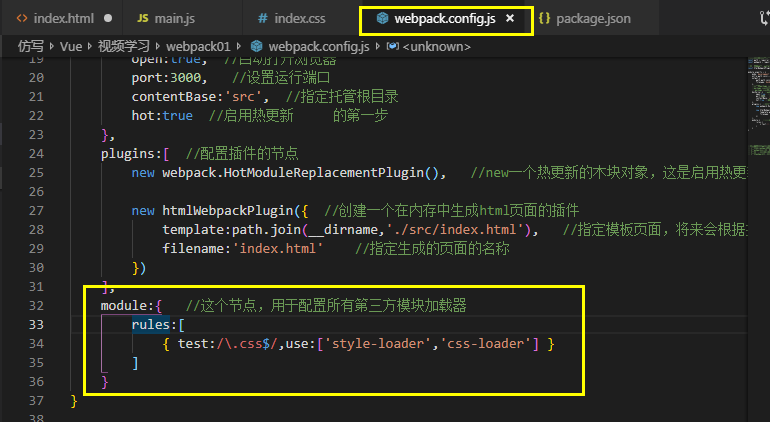 index.html
main.js
index.css
webpack.config.js
package.json
仿写 > Vue > 视频学习 > webpack01 > webpack.config.js > <unknown>
19 open:true, //自动打开浏览器
20 port:3000, //设置运行端口
21 contentBase:'src', //指定托管根目录
22 hot:true //启用热更新 的第一步
23 },
24 plugins:[ //配置插件的节点
25 new webpack.HotModuleReplacementPlugin(), //new一个热更新的木块对象，这是启用热更
26
27 new htmlWebpackPlugin({ //创建一个在内存中生成html页面的插件
28 template:path.join(__dirname,'./src/index.html'), //指定模板页面，将来会根据
29 filename:'index.html' //指定生成的页面的名称
30 })
31 ],
32 module:{ //这个节点，用于配置所有第三方模块加载器
33 rules:[
34 { test:/\.css$/,use:['style-loader','css-loader'] }
35 ]
36 }
37 }
38